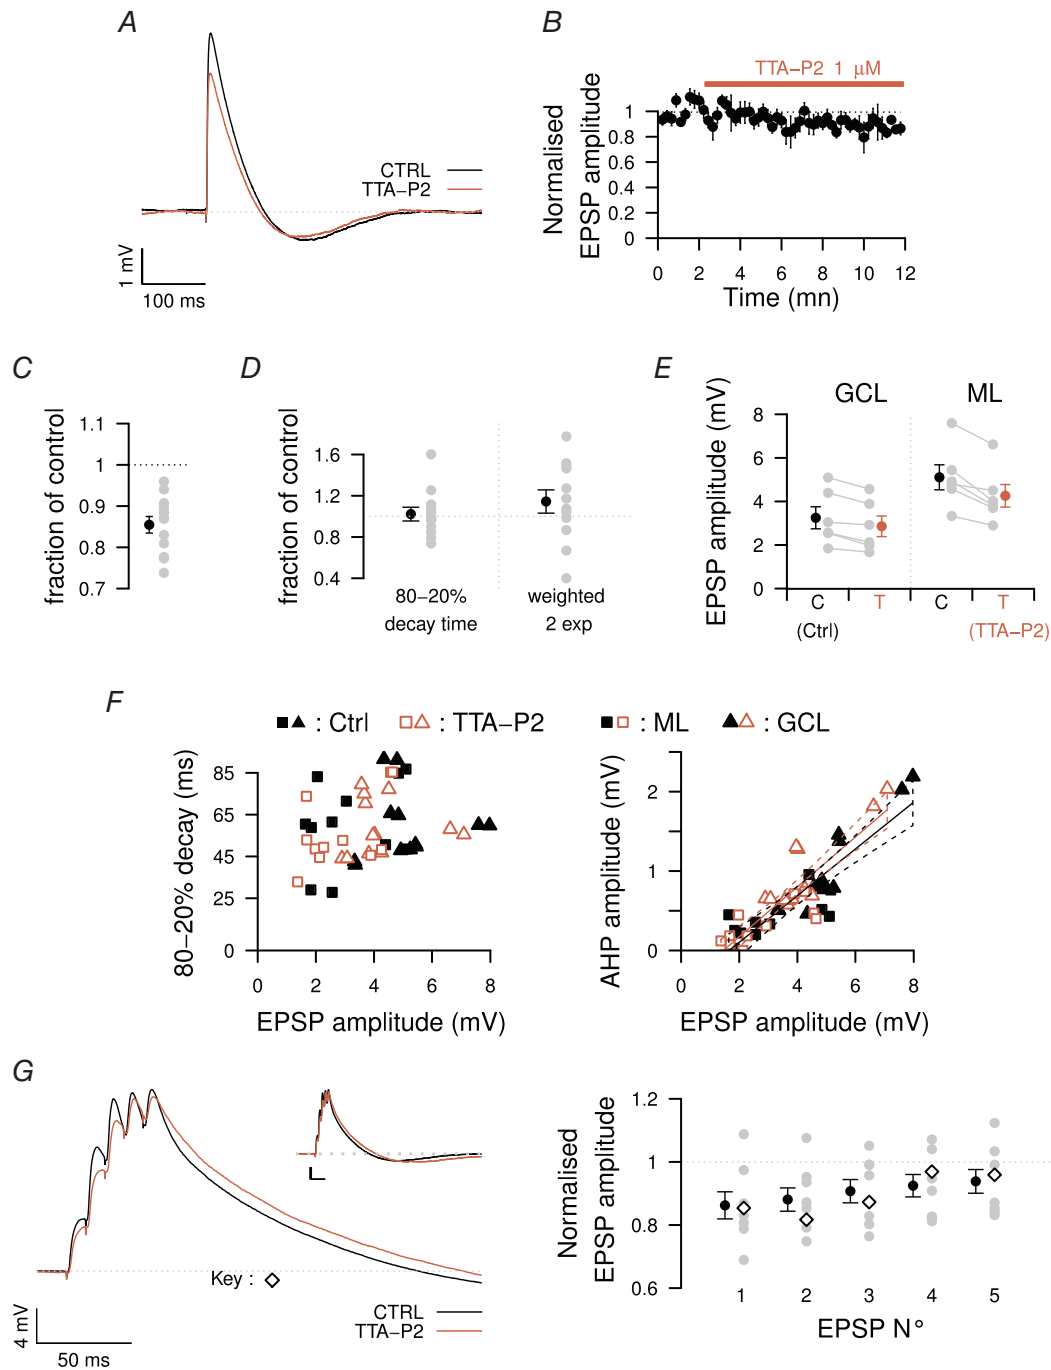 A
CTRL
TTA–P2
1 mV
100 ms
B
TTA–P2 1 µM
Normalised
EPSP amplitude
1
0.8
0.6
0.4
0.2
0
0 2 4 6 8 10 12
Time (mn)
C
fraction of control
1.1
1
0.9
0.8
0.7
D
fraction of control
1.6
1.2
0.8
0.4
80–20%
decay time
weighted
2 exp
E
GCL ML
EPSP amplitude (mV)
8
6
4
2
0
C T C T
(Ctrl) (TTA–P2)
F
: Ctrl : TTA–P2 : ML : GCL
80–20% decay (ms)
85
65
45
25
0
0 2 4 6 8
EPSP amplitude (mV)
AHP amplitude (mV)
2
1
0
0 2 4 6 8
EPSP amplitude (mV)
G
Key :
CTRL
TTA–P2
4 mV
50 ms
Normalised
EPSP amplitude
1.2
1
0.8
0.6
1 2 3 4 5
EPSP N°